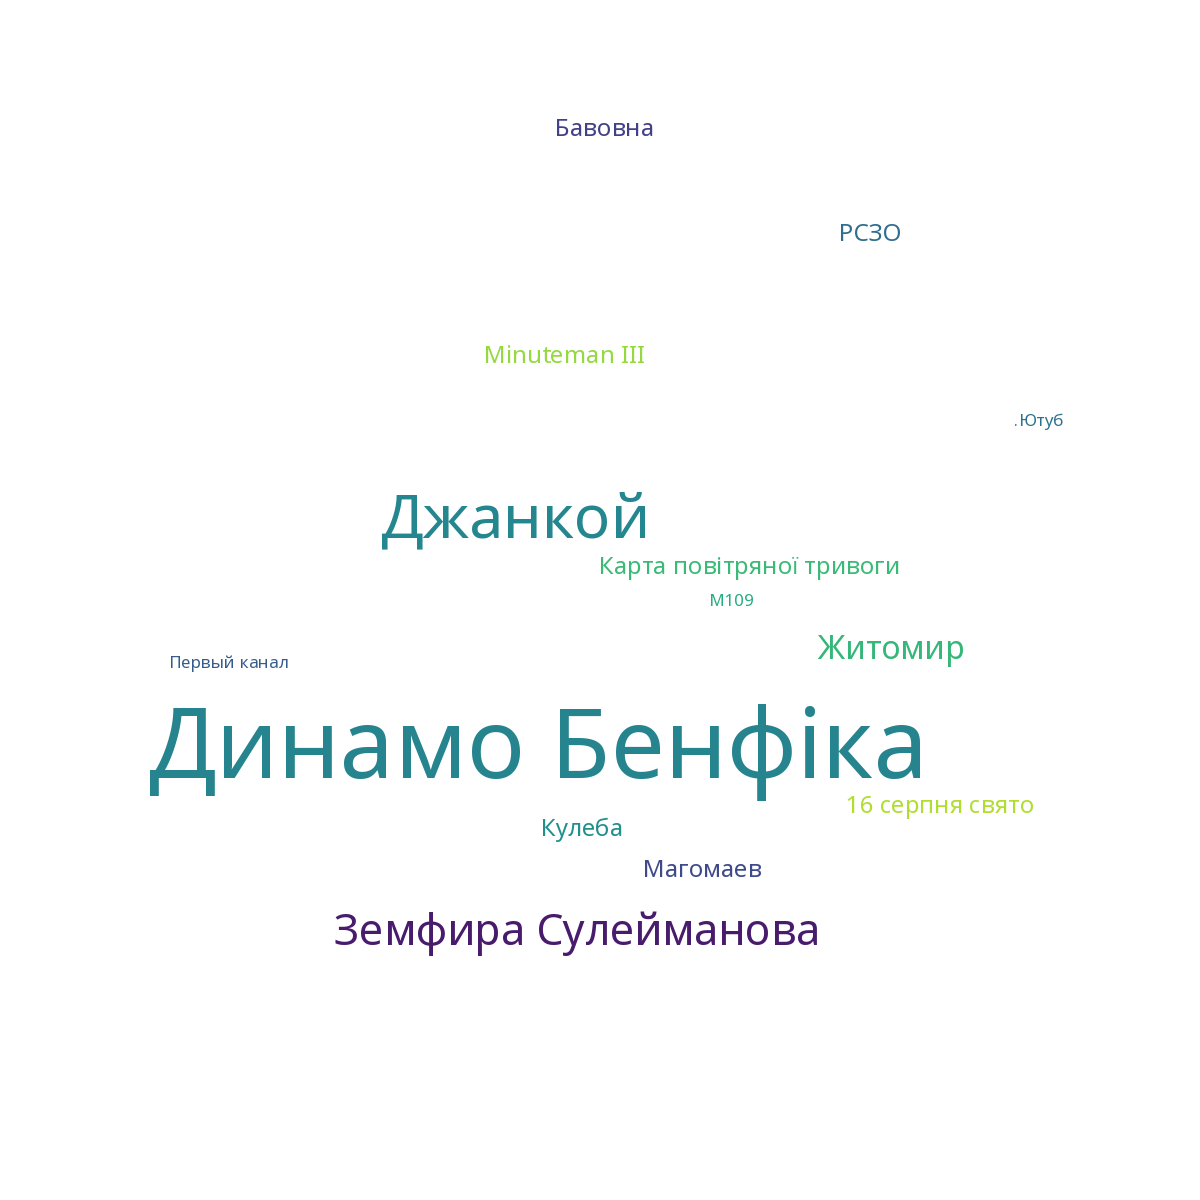 Бавовна
РСЗО
Minuteman III
.Ютуб
Джанкой
Карта повітряної тривоги
M109
Житомир
Первый канал
Динамо Бенфіка
16 серпня свято
Кулеба
Магомаев
Земфира Сулейманова